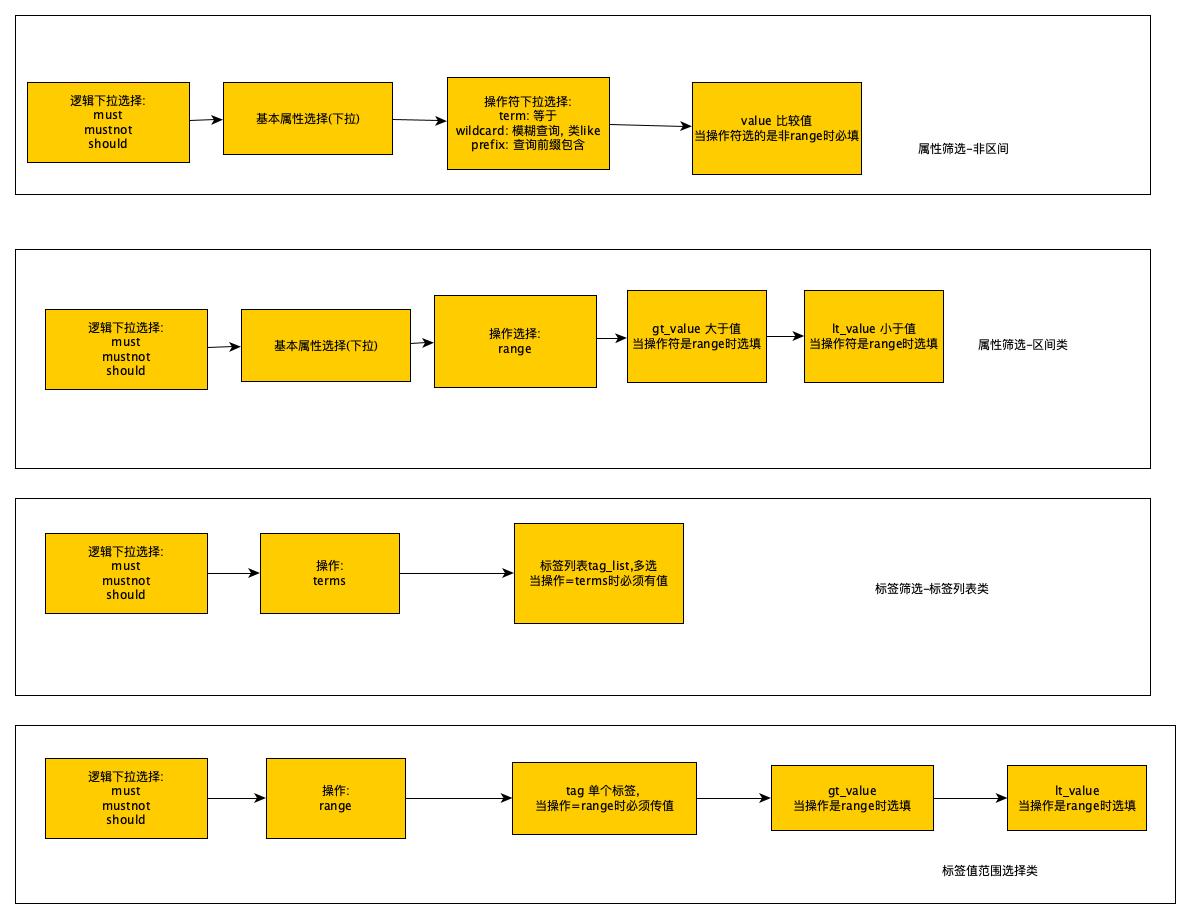 逻辑下拉选择:
must
mustnot
should
基本属性选择(下拉)
操作符下拉选择:
term: 等于
wildcard: 模糊查询, 类like
prefix: 查询前缀包含
value 比较值
当操作符选的是非range时必填
属性筛选-非区间
逻辑下拉选择:
must
mustnot
should
基本属性选择(下拉)
操作选择:
range
gt_value 大于值
当操作符是range时选填
lt_value 小于值
当操作符是range时选填
属性筛选-区间类
逻辑下拉选择:
must
mustnot
should
操作:
terms
标签列表tag_list,多选
当操作=terms时必须有值
标签筛选-标签列表类
逻辑下拉选择:
must
mustnot
should
操作:
range
tag 单个标签,
当操作=range时必须传值
gt_value
当操作是range时选填
lt_value
当操作是range时选填
标签值范围选择类